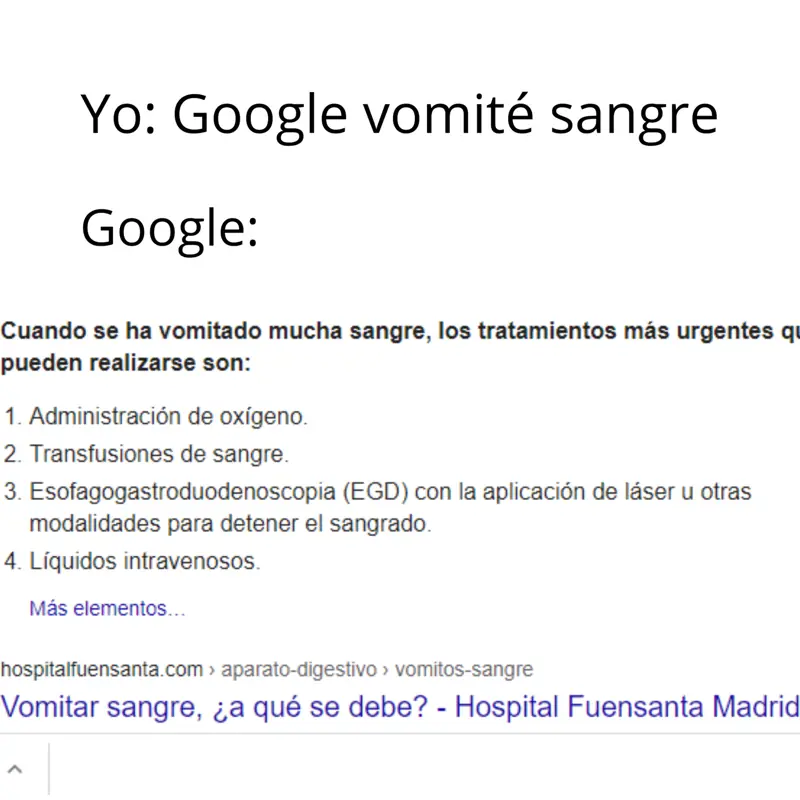 Yo: Google vomité sangre
Google:
Cuando se ha vomitado mucha sangre, los tratamientos más urgentes qu
pueden realizarse son:
1. Administración de oxígeno.
2. Transfusiones de sangre.
3. Esofagogastroduodenoscopia (EGD) con la aplicación de láser u otras
modalidades para detener el sangrado.
4. Líquidos intravenosos.
Más elementos...
hospitalfuensanta.com › aparato-digestivo › vomitos-sangre
Vomitar sangre, ¿a qué se debe? - Hospital Fuensanta Madrid